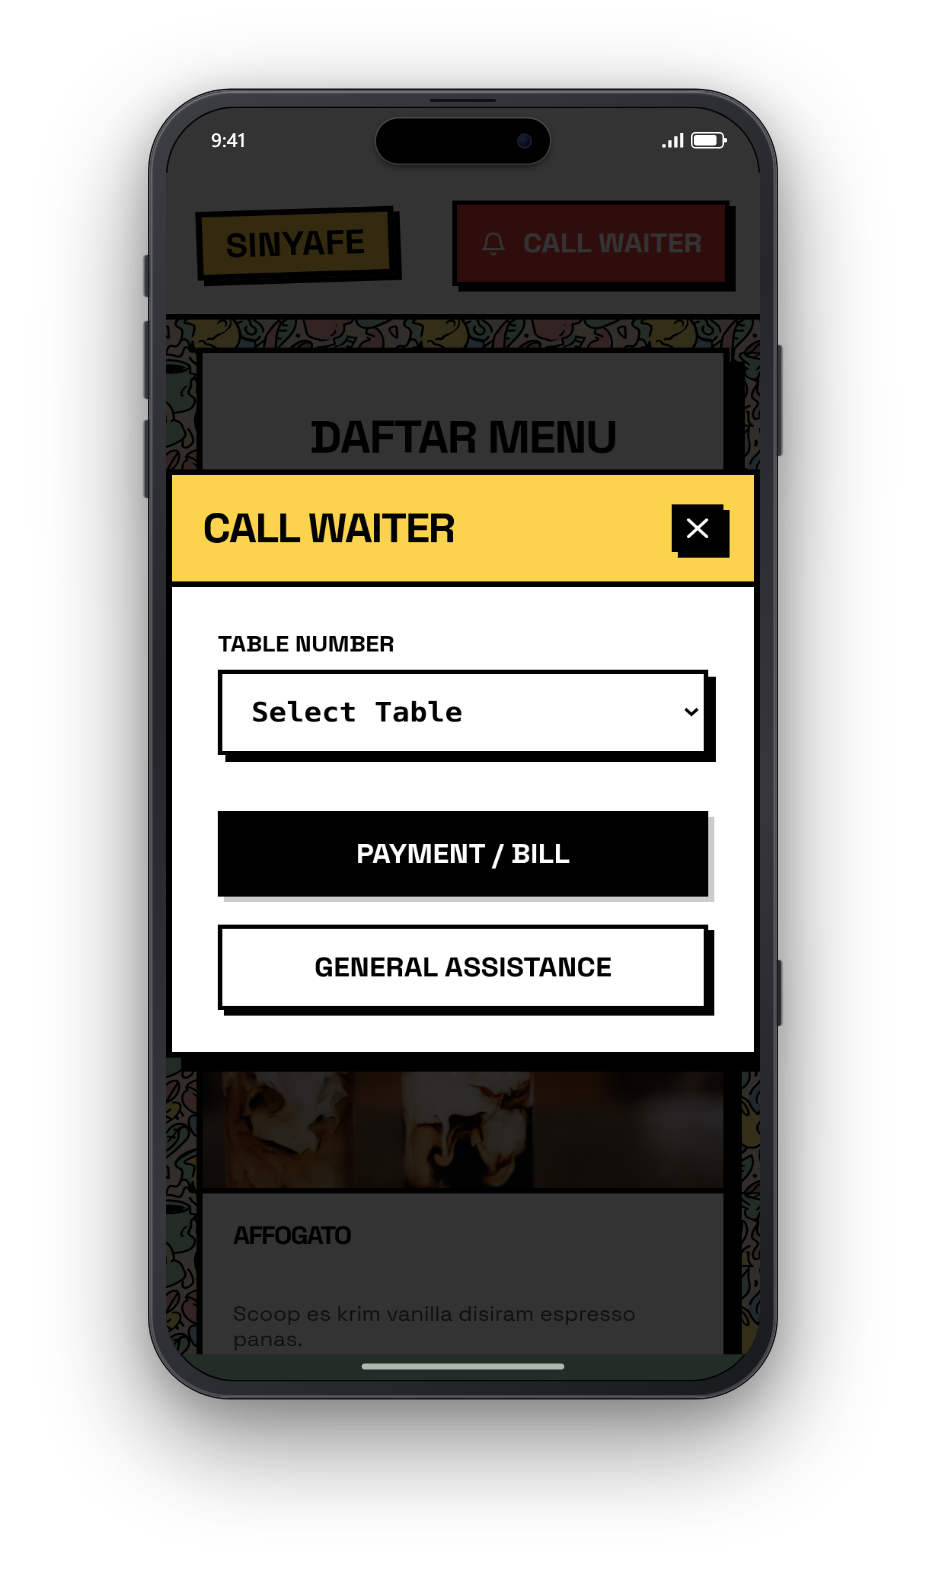 9:41
SINYAFE
CALL WAITER
DAFTAR MENU
CALL WAITER
TABLE NUMBER
Select Table
PAYMENT / BILL
GENERAL ASSISTANCE
AFFOGATO
Scoop es krim vanilla disiram espresso
panas.